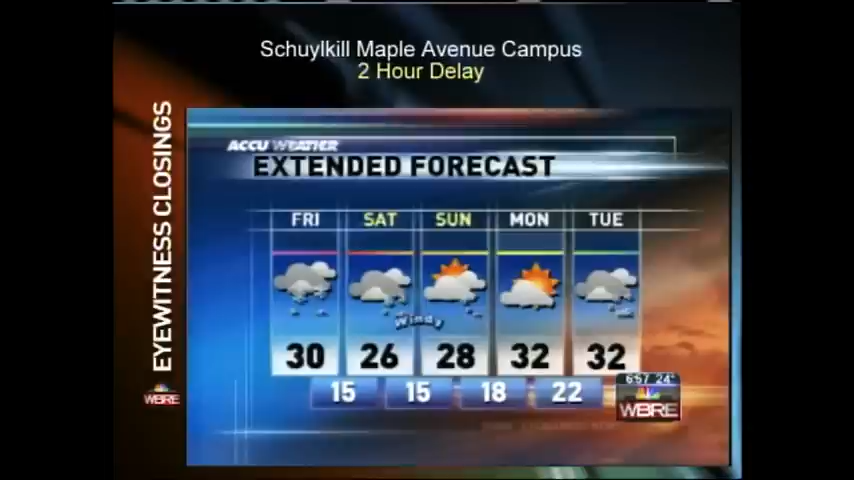 Schuylkill Maple Avenue Campus
2 Hour Delay
EYEWITNESS CLOSINGS
WBRE
ACCU WEATHER
EXTENDED FORECAST
FRI SAT SUN MON TUE
Windy
30 26 28 32 32
15 15 18 22
6:57 24°
WBRE